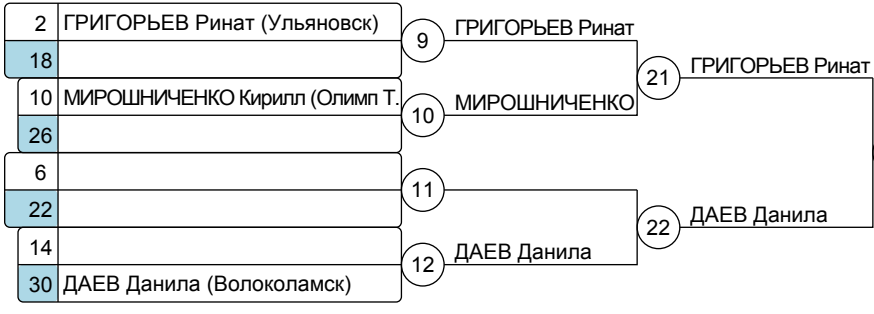 2 ГРИГОРЬЕВ Ринат (Ульяновск)
9 ГРИГОРЬЕВ Ринат
18
21 ГРИГОРЬЕВ Ринат
10 МИРОШНИЧЕНКО Кирилл (Олимп Т.
10 МИРОШНИЧЕНКО
26
6
11
22
22 ДАЕВ Данила
14
12 ДАЕВ Данила
30 ДАЕВ Данила (Волоколамск)